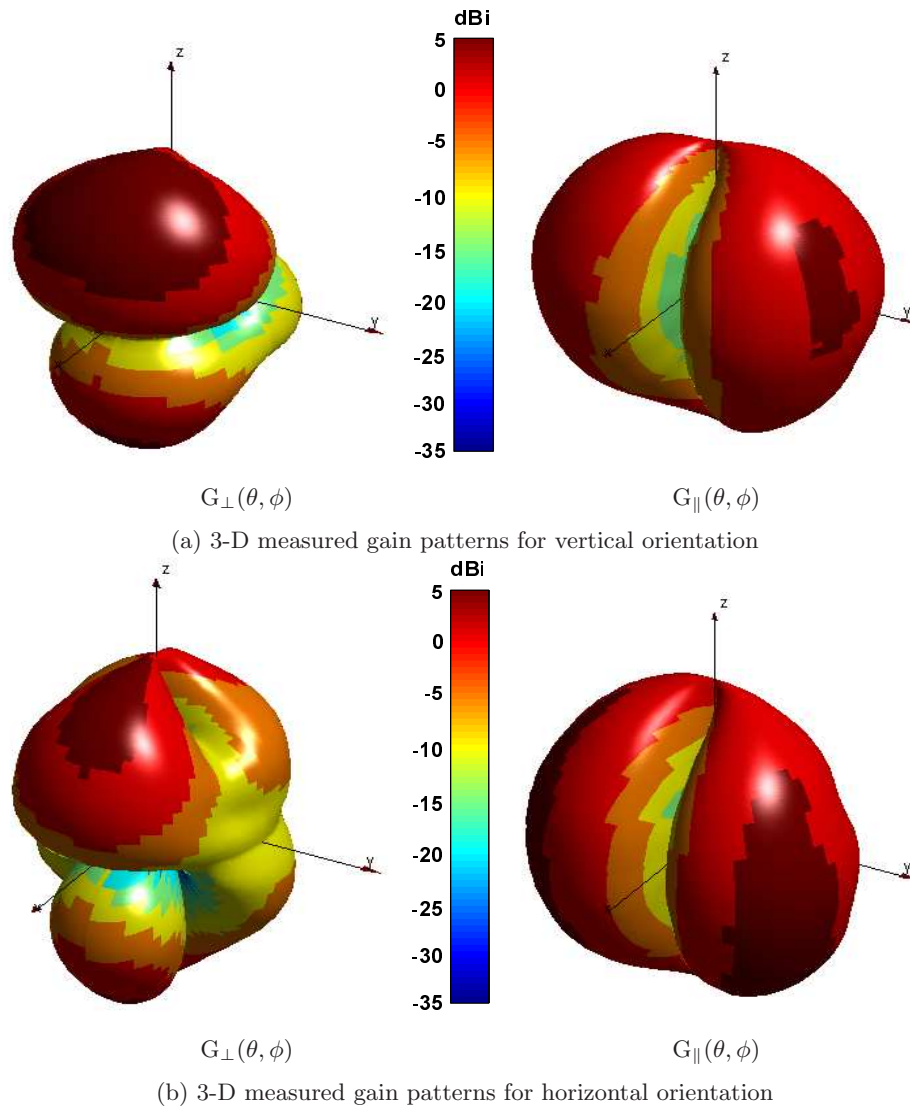 dBi
5
0
-5
-10
-15
-20
-25
-30
-35
z
y
x
z
y
x
G⊥(θ, ϕ)
G∥(θ, ϕ)
(a) 3-D measured gain patterns for vertical orientation
dBi
5
0
-5
-10
-15
-20
-25
-30
-35
z
y
x
z
y
x
G⊥(θ, ϕ)
G∥(θ, ϕ)
(b) 3-D measured gain patterns for horizontal orientation